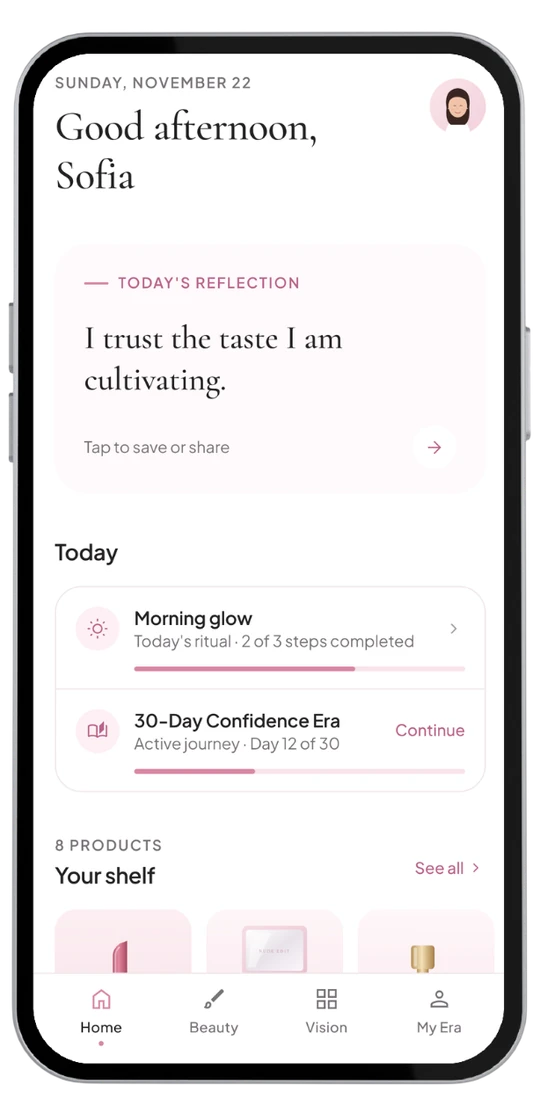 SUNDAY, NOVEMBER 22
Good afternoon,
Sofia
TODAY'S REFLECTION
I trust the taste I am
cultivating.
Tap to save or share
Today
Morning glow
Today's ritual · 2 of 3 steps completed
30-Day Confidence Era
Active journey · Day 12 of 30
Continue
8 PRODUCTS
Your shelf
See all
Home
Beauty
Vision
My Era